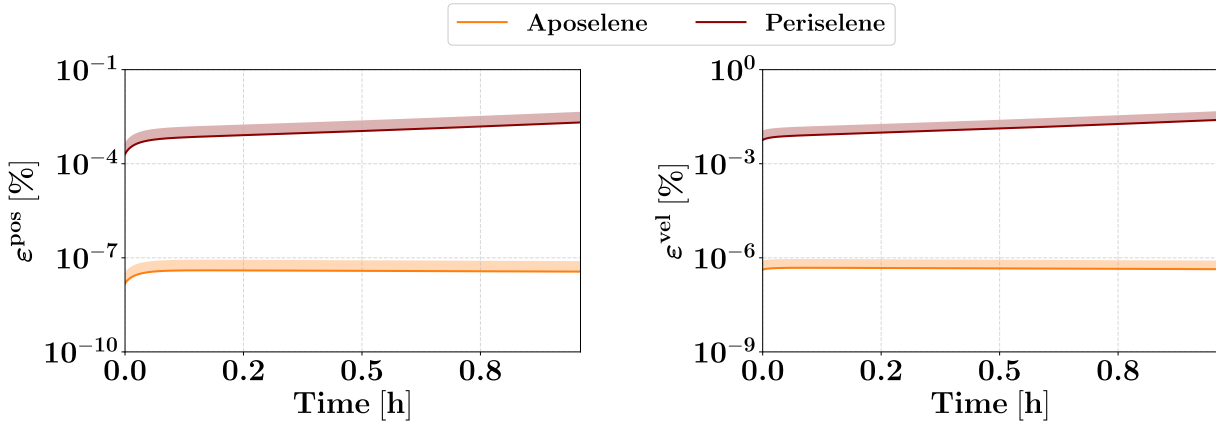 Aposelene
Periselene
ε^pos [%]
10^−1
10^−4
10^−7
10^−10
0.0
0.2
0.5
0.8
Time [h]
ε^vel [%]
10^0
10^−3
10^−6
10^−9
0.0
0.2
0.5
0.8
Time [h]